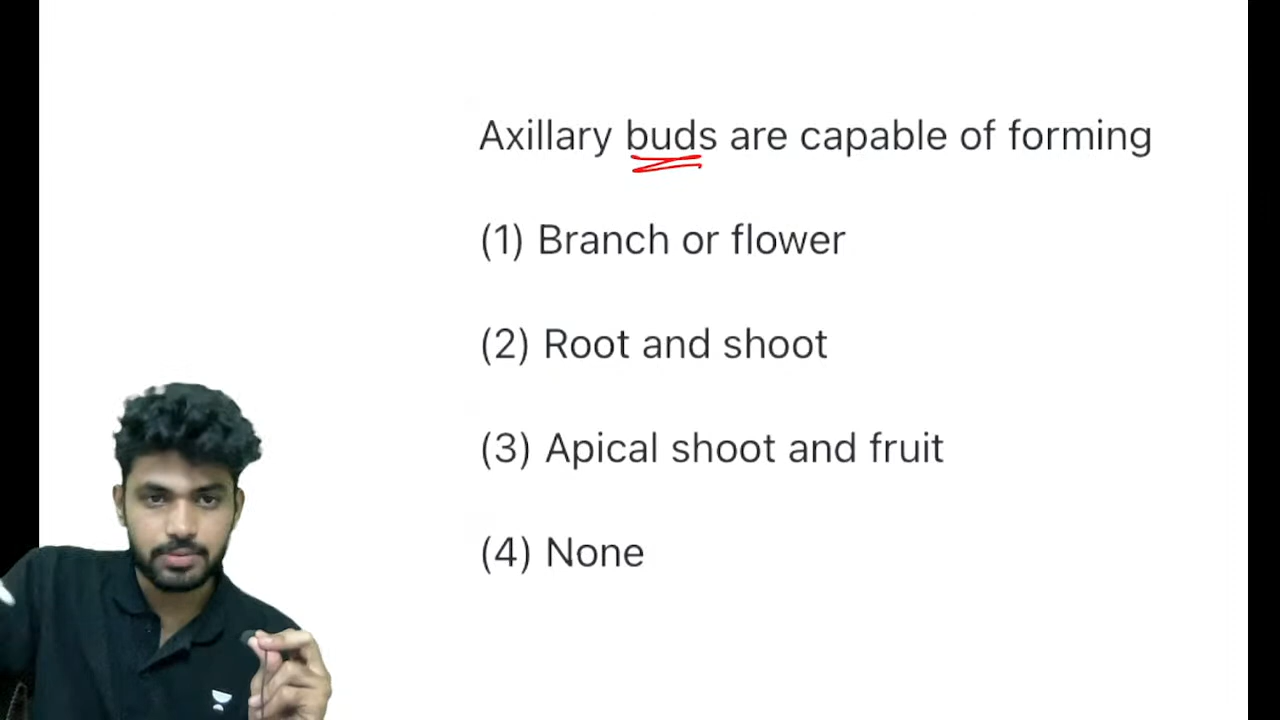 Axillary buds are capable of forming
(1) Branch or flower
(2) Root and shoot
(3) Apical shoot and fruit
(4) None